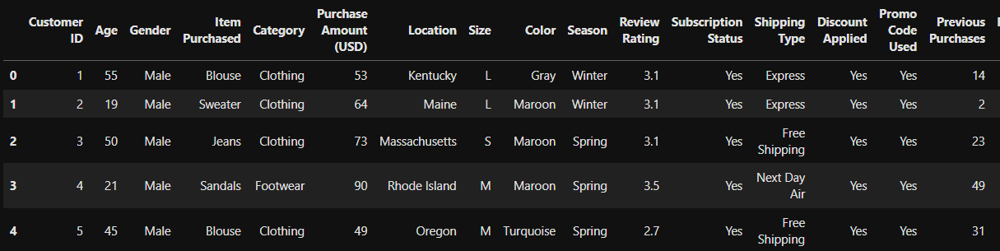 Customer ID Age Gender Item Purchased Category Purchase Amount (USD) Location Size Color Season Review Rating Subscription Status Shipping Type Discount Applied Promo Code Used Previous Purchases
0 1 55 Male Blouse Clothing 53 Kentucky L Gray Winter 3.1 Yes Express Yes Yes 14
1 2 19 Male Sweater Clothing 64 Maine L Maroon Winter 3.1 Yes Express Yes Yes 2
2 3 50 Male Jeans Clothing 73 Massachusetts S Maroon Spring 3.1 Yes Free Shipping Yes Yes 23
3 4 21 Male Sandals Footwear 90 Rhode Island M Maroon Spring 3.5 Yes Next Day Air Yes Yes 49
4 5 45 Male Blouse Clothing 49 Oregon M Turquoise Spring 2.7 Yes Free Shipping Yes Yes 31